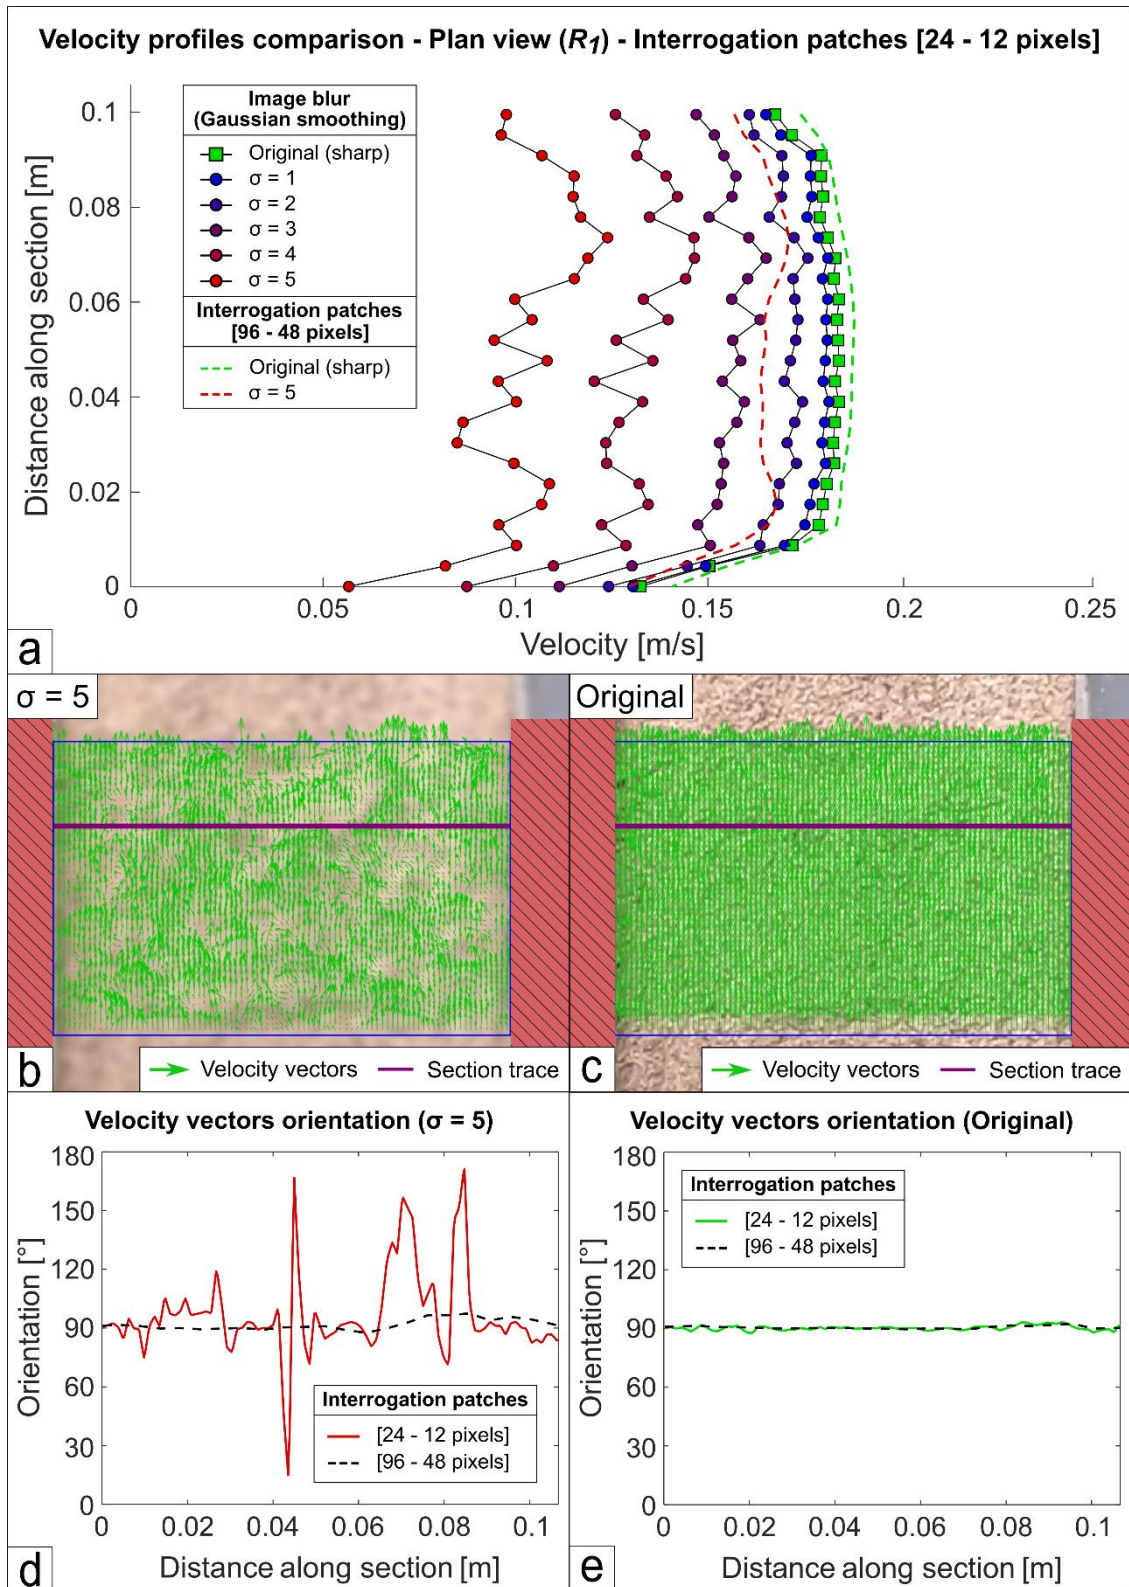 Velocity profiles comparison - Plan view (R1) - Interrogation patches [24 - 12 pixels]
Distance along section [m]
0.1
0.08
0.06
0.04
0.02
0
Image blur
(Gaussian smoothing)
Original (sharp)
σ = 1
σ = 2
σ = 3
σ = 4
σ = 5
Interrogation patches
[96 - 48 pixels]
Original (sharp)
σ = 5
0 0.05 0.1 0.15 0.2 0.25
Velocity [m/s]
a
σ = 5
b
Velocity vectors Section trace
Original
c
Velocity vectors Section trace
Velocity vectors orientation (σ = 5)
Orientation [°]
180
150
120
90
60
30
0
Interrogation patches
[24 - 12 pixels]
[96 - 48 pixels]
0 0.02 0.04 0.06 0.08 0.1
Distance along section [m]
d
Velocity vectors orientation (Original)
Orientation [°]
180
150
120
90
60
30
0
Interrogation patches
[24 - 12 pixels]
[96 - 48 pixels]
0 0.02 0.04 0.06 0.08 0.1
Distance along section [m]
e